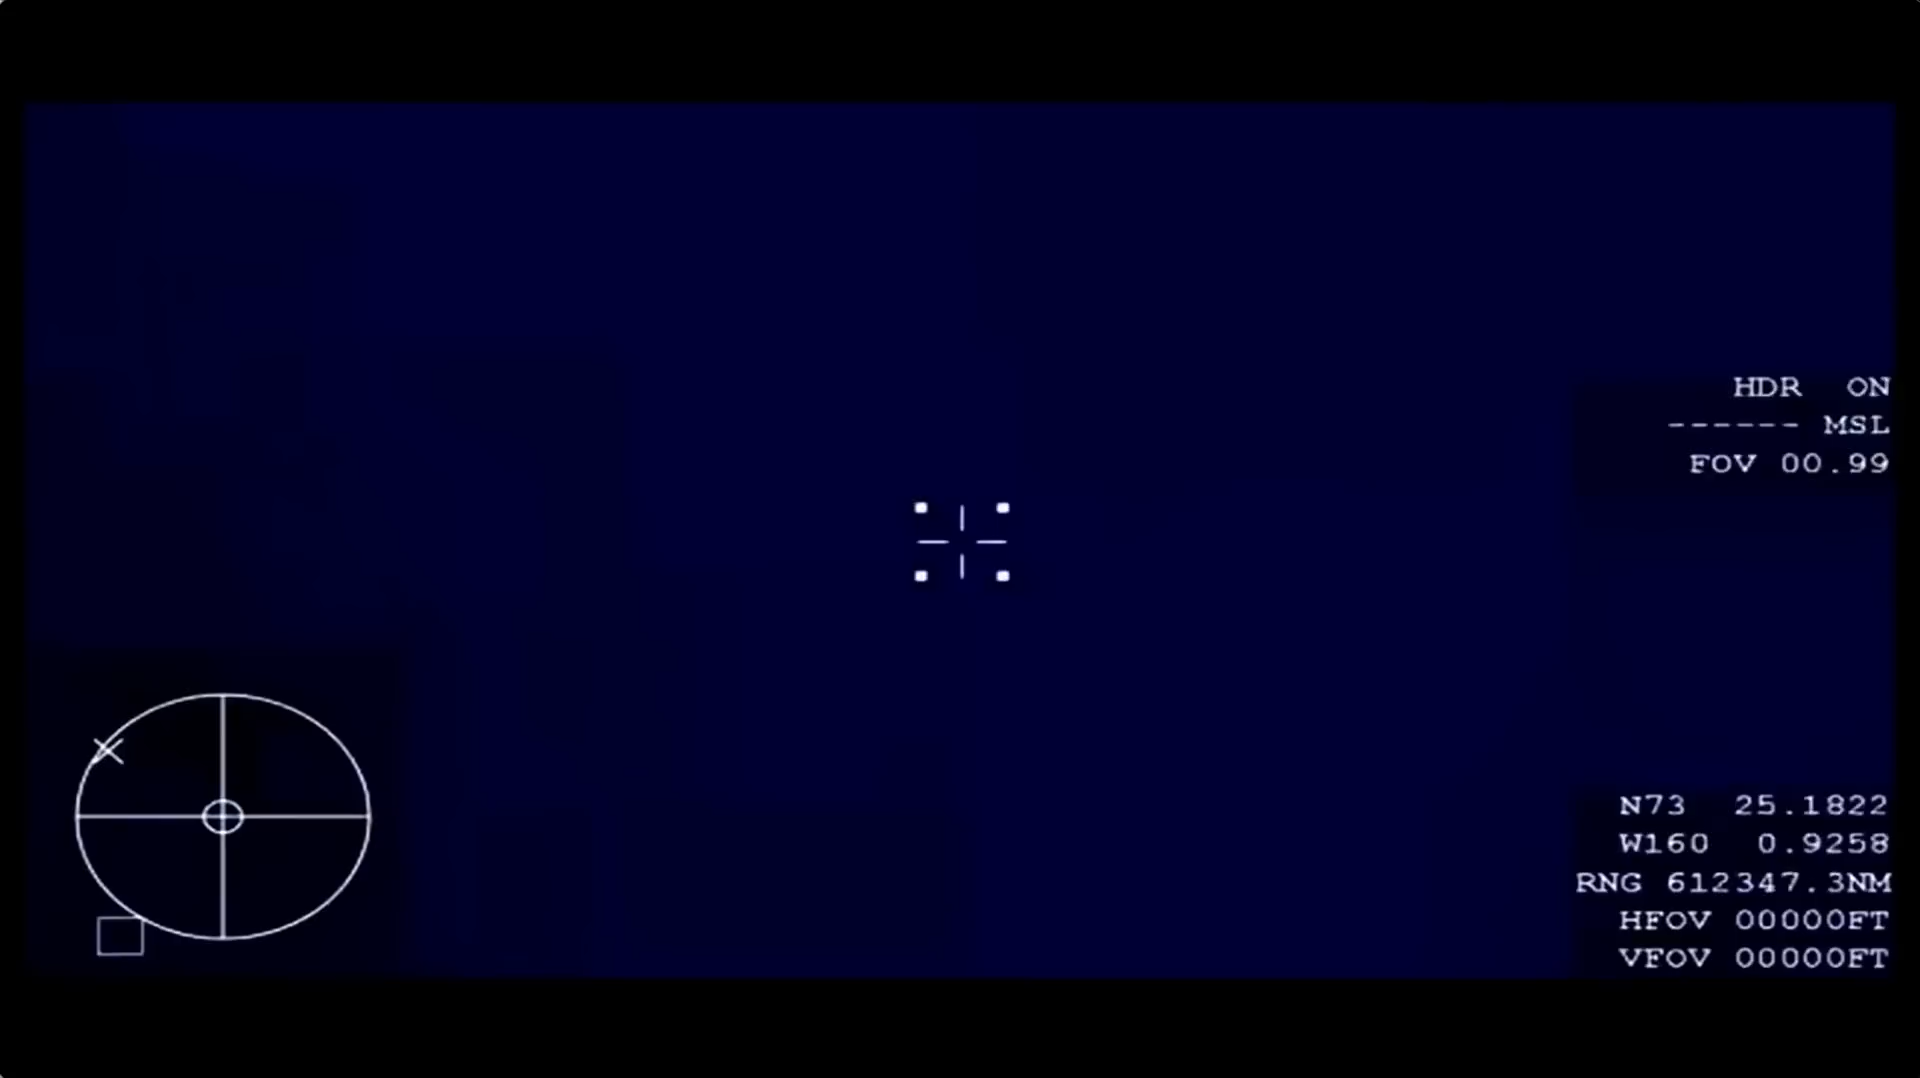 HDR ON
------ MSL
FOV 00.99
N73 25.1822
W160 0.9258
RNG 612347.3NM
HFOV 00000FT
VFOV 00000FT